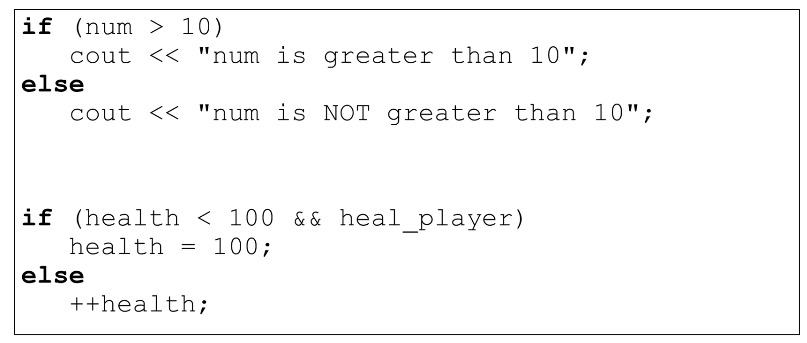 if (num > 10)
cout << "num is greater than 10";
else
cout << "num is NOT greater than 10";
if (health < 100 && heal_player)
health = 100;
else
++health;